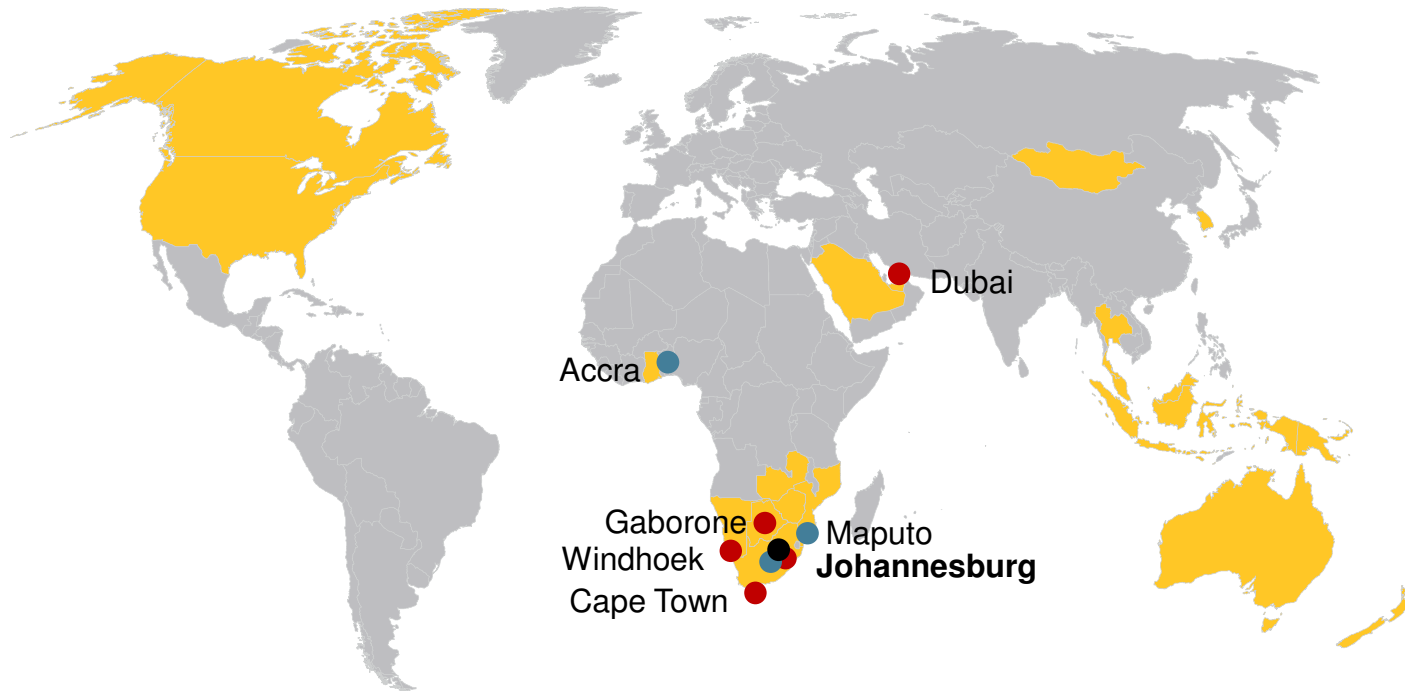 Dubai
Accra
Gaborone
Maputo
Windhoek
Johannesburg
Cape Town